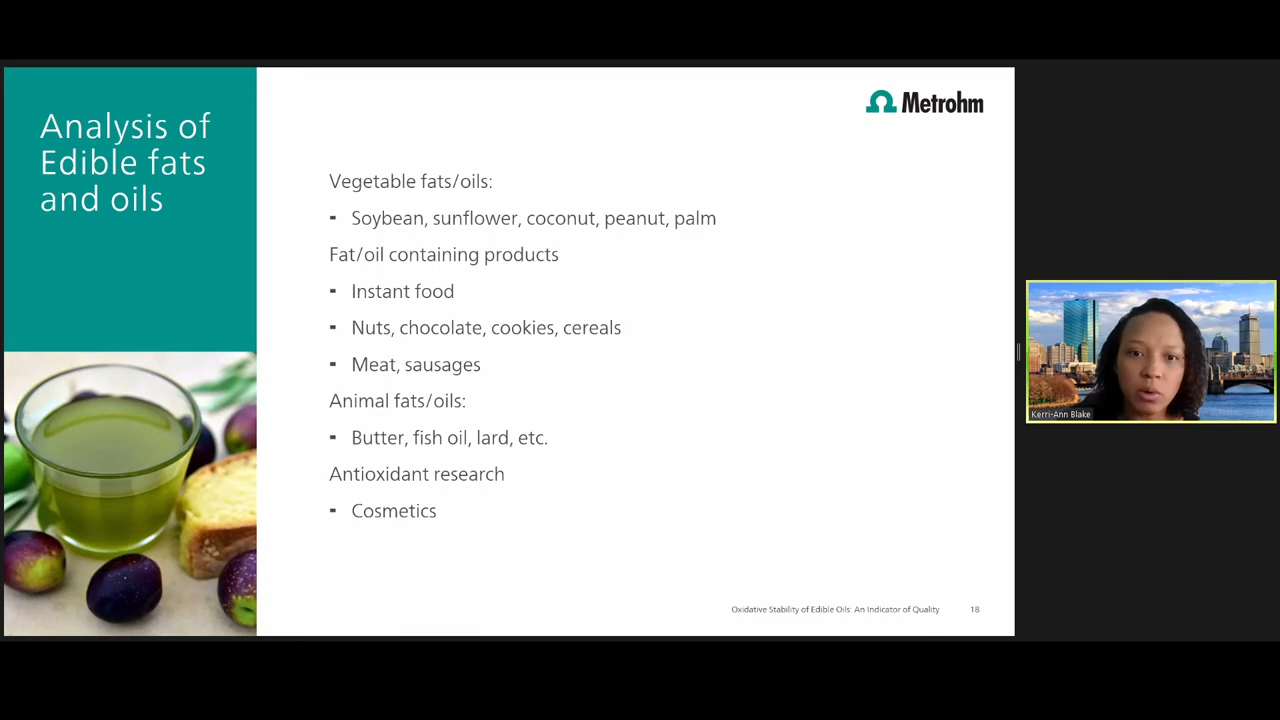 Analysis of
Edible fats
and oils
Metrohm
Vegetable fats/oils:
- Soybean, sunflower, coconut, peanut, palm
Fat/oil containing products
- Instant food
- Nuts, chocolate, cookies, cereals
- Meat, sausages
Animal fats/oils:
- Butter, fish oil, lard, etc.
Antioxidant research
- Cosmetics
Oxidative Stability of Edible Oils: An Indicator of Quality 18
Kerri-Ann Blake